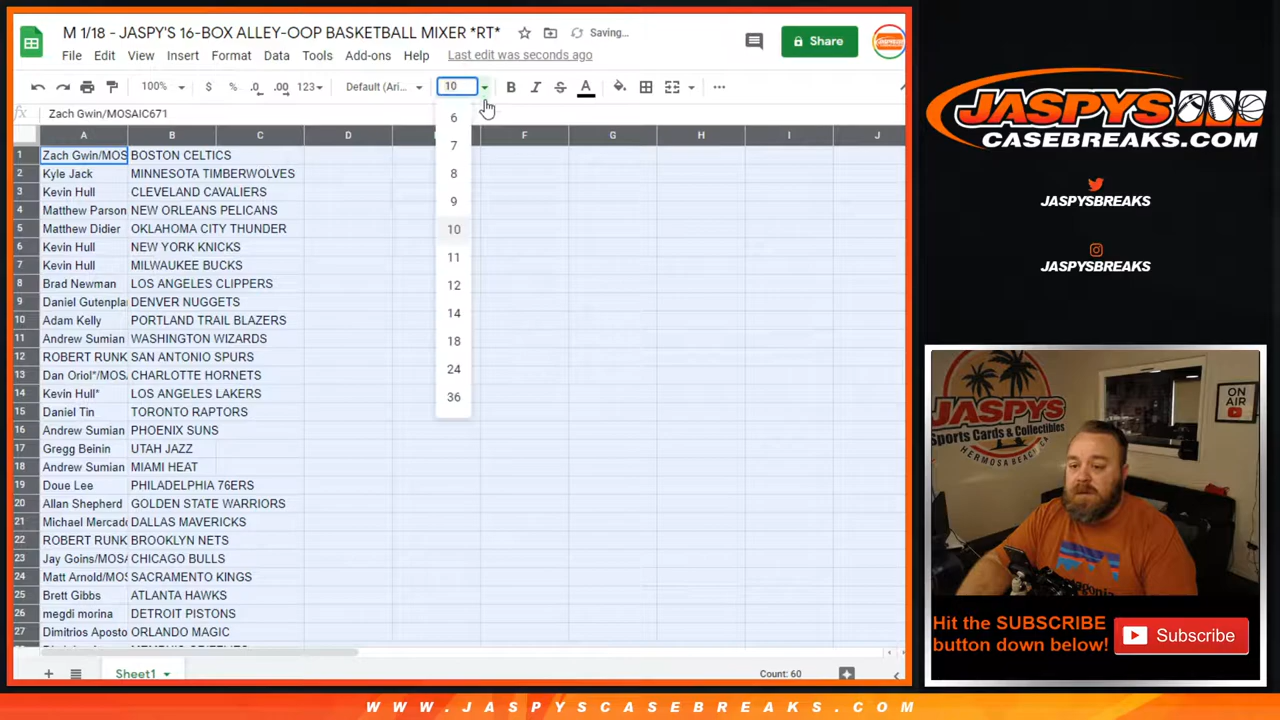 M 1/18 - JASPY'S 16-BOX ALLEY-OOP BASKETBALL MIXER *RT* Saving...
File Edit View Insert Format Data Tools Add-ons Help Last edit was seconds ago
Share
100% $ % .0 .00 123 Default (Ari... 10 B I S A
fx Zach Gwin/MOSAIC671
A B C D F G H I J
1 Zach Gwin/MOS BOSTON CELTICS
2 Kyle Jack MINNESOTA TIMBERWOLVES
3 Kevin Hull CLEVELAND CAVALIERS
4 Matthew Parson NEW ORLEANS PELICANS
5 Matthew Didier OKLAHOMA CITY THUNDER
6 Kevin Hull NEW YORK KNICKS
7 Kevin Hull MILWAUKEE BUCKS
8 Brad Newman LOS ANGELES CLIPPERS
9 Daniel Gutenpla DENVER NUGGETS
10 Adam Kelly PORTLAND TRAIL BLAZERS
11 Andrew Sumian WASHINGTON WIZARDS
12 ROBERT RUNK SAN ANTONIO SPURS
13 Dan Oriol*/MOS CHARLOTTE HORNETS
14 Kevin Hull* LOS ANGELES LAKERS
15 Daniel Tin TORONTO RAPTORS
16 Andrew Sumian PHOENIX SUNS
17 Gregg Beinin UTAH JAZZ
18 Andrew Sumian MIAMI HEAT
19 Doue Lee PHILADELPHIA 76ERS
20 Allan Shepherd GOLDEN STATE WARRIORS
21 Michael Mercado DALLAS MAVERICKS
22 ROBERT RUNK BROOKLYN NETS
23 Jay Goins/MOSA CHICAGO BULLS
24 Matt Arnold/MOS SACRAMENTO KINGS
25 Brett Gibbs ATLANTA HAWKS
26 megdi morina DETROIT PISTONS
27 Dimitrios Aposto ORLANDO MAGIC
6
7
8
9
10
11
12
14
18
24
36
Sheet1
Count: 60
JASPYS
CASEBREAKS.COM
JASPYSBREAKS
JASPYSBREAKS
JASPYS
Sports Cards & Collectibles
HERMOSA BEACH, CA
ON
AIR
Hit the SUBSCRIBE
button down below!
Subscribe
WWW.JASPYSCASEBREAKS.COM